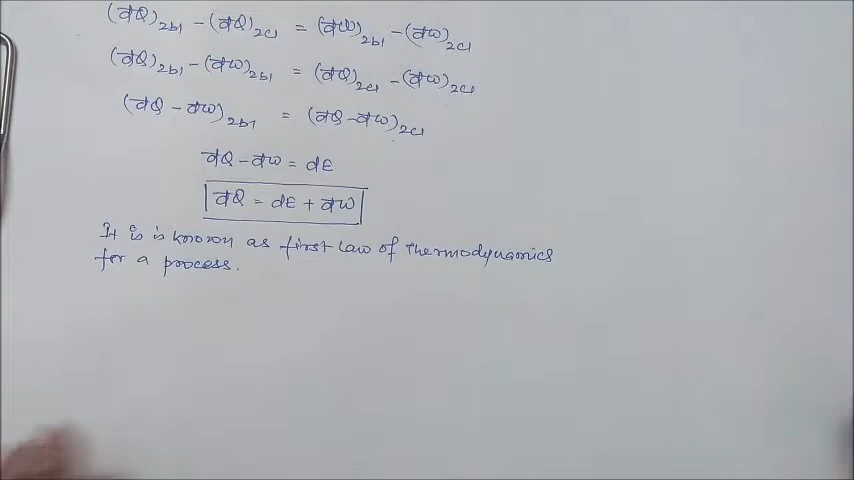 (đQ)₂b₁ - (đQ)₂c₁ = (đW)₂b₁ - (đW)₂c₁
(đQ)₂b₁ - (đW)₂b₁ = (đQ)₂c₁ - (đW)₂c₁
(đQ - đW)₂b₁ = (đQ - đW)₂c₁
đQ - đW = dE
đQ = dE + đW
It is is known as first law of Thermodynamics
for a process.